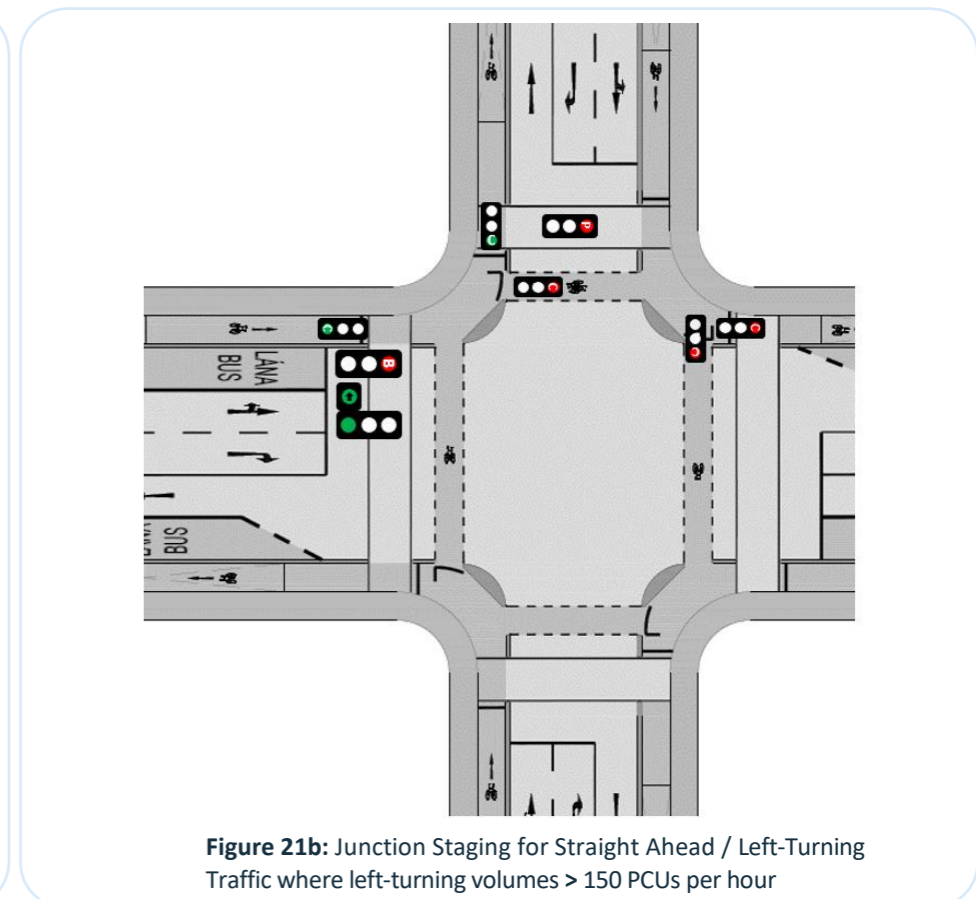 P
C
C
C
C
LÁNA
BUS
B
BUS
Figure 21b: Junction Staging for Straight Ahead / Left-Turning
Traffic where left-turning volumes > 150 PCUs per hour